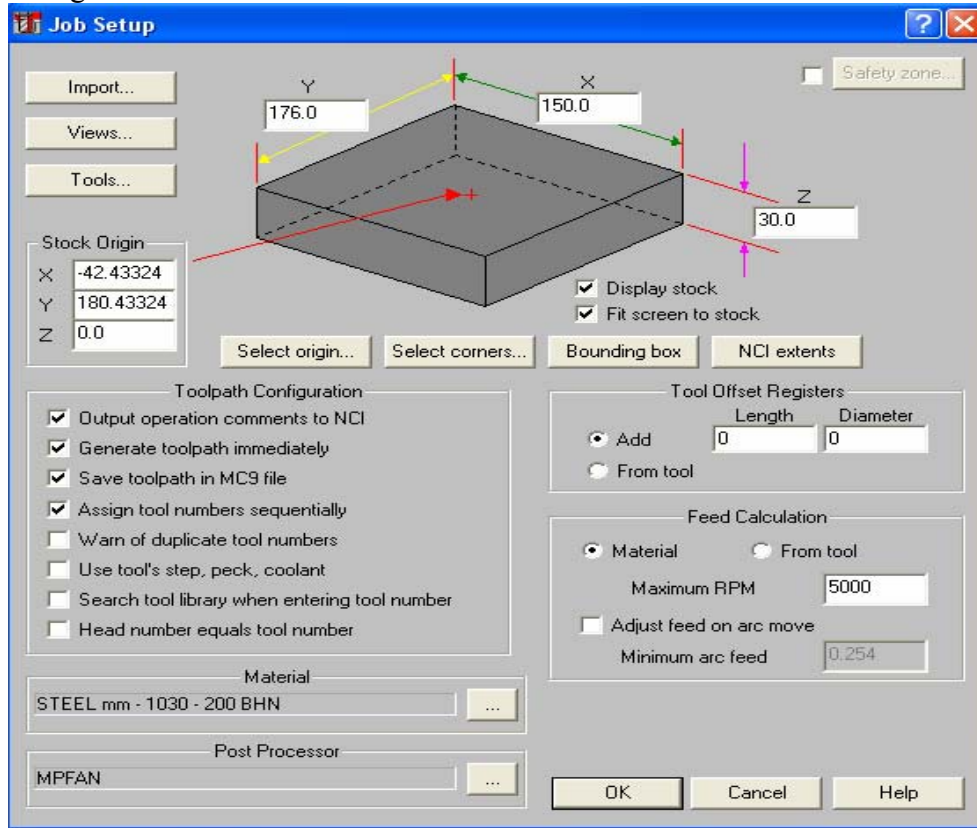 Job Setup
Import...
Views...
Tools...
Y
176.0
X
150.0
Safety zone...
Z
30.0
Stock Origin
X -42.43324
Y 180.43324
Z 0.0
Display stock
Fit screen to stock
Select origin...
Select corners...
Bounding box
NCI extents
Toolpath Configuration
Output operation comments to NCI
Generate toolpath immediately
Save toolpath in MC9 file
Assign tool numbers sequentially
Warn of duplicate tool numbers
Use tool's step, peck, coolant
Search tool library when entering tool number
Head number equals tool number
Tool Offset Registers
Length Diameter
Add 0 0
From tool
Feed Calculation
Material From tool
Maximum RPM 5000
Adjust feed on arc move
Minimum arc feed 0.254
Material
STEEL mm - 1030 - 200 BHN ...
Post Processor
MPFAN ...
OK Cancel Help